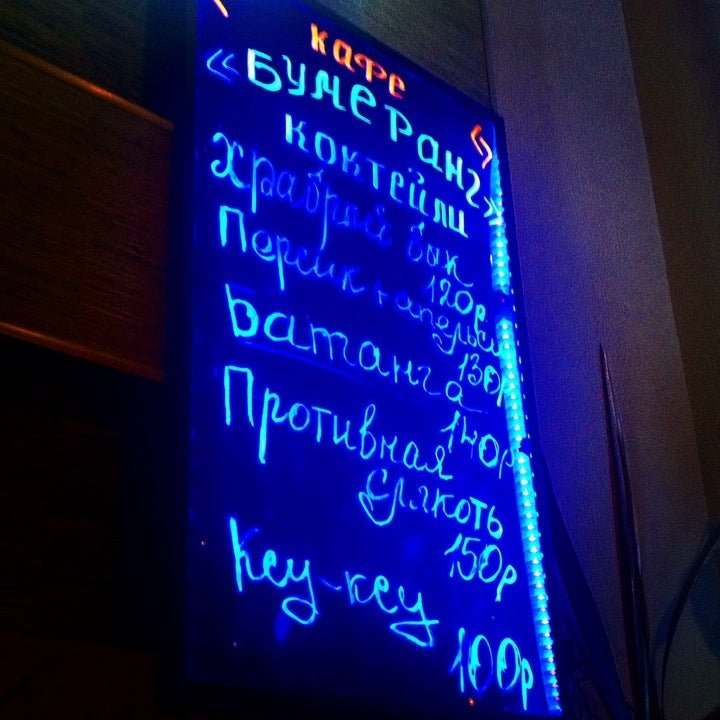 кафе
«БУМЕРАНГ»
коктейли
Храбрый бык
120р
Персик + апельсин
130р
Батанга
140р
Противная
слякоть
150р
Кеу-кеу
100р